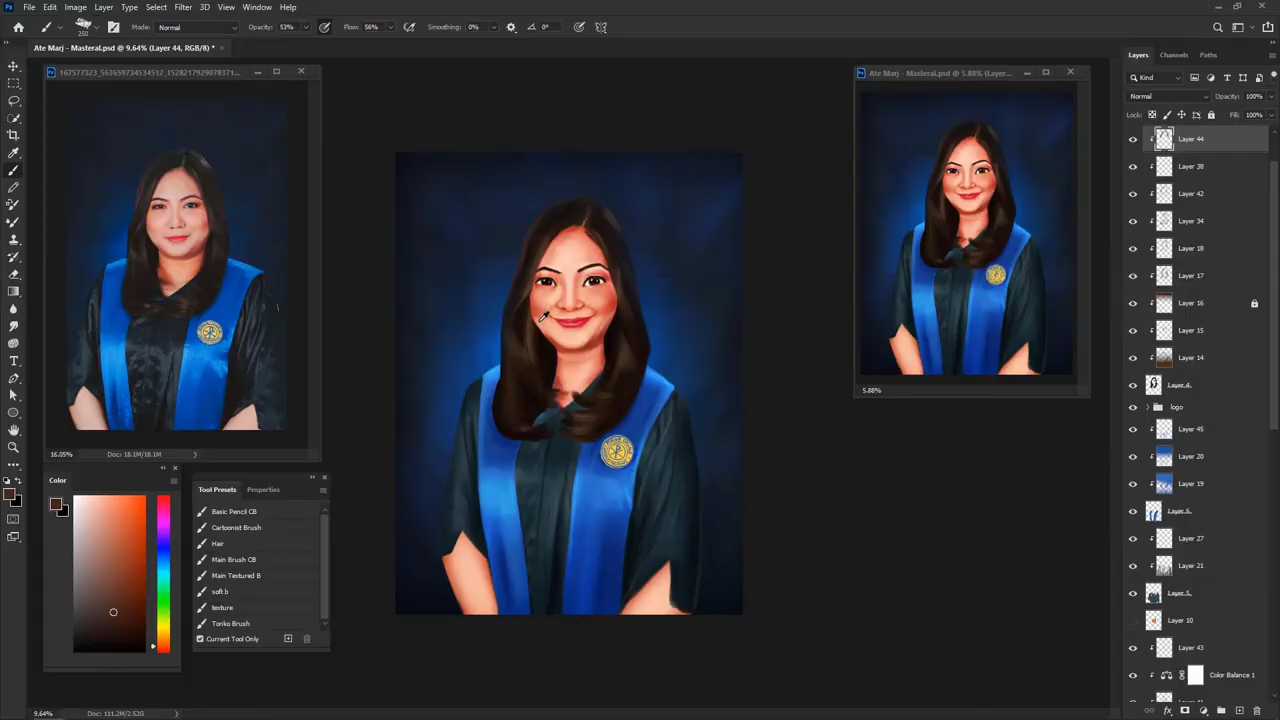 File Edit Image Layer Type Select Filter 3D View Window Help
250
Mode: Normal Opacity: 53% Flow: 56% Smoothing: 0% 0°
Ate Marj - Masteral.psd @ 9.64% (Layer 44, RGB/8) *
167577323_563659734534512_1528217929078371...
Ate Marj - Masteral.psd @ 5.88% (Layer...
Layers Channels Paths
Kind
Normal Opacity: 100%
Lock: Fill: 100%
Layer 44
Layer 38
Layer 42
Layer 34
Layer 18
Layer 17
Layer 16
Layer 15
Layer 14
Layer 4
logo
Layer 45
Layer 20
Layer 19
Layer 6
Layer 27
Layer 21
Layer 5
Layer 10
Layer 43
Color Balance 1
5.88%
16.05% Doc: 18.1M/18.1M
Color
Tool Presets Properties
Basic Pencil CB
Cartoonist Brush
Hair
Main Brush CB
Main Textured B
soft b
texture
Tonko Brush
Current Tool Only
9.64% Doc: 111.2M/2.52G